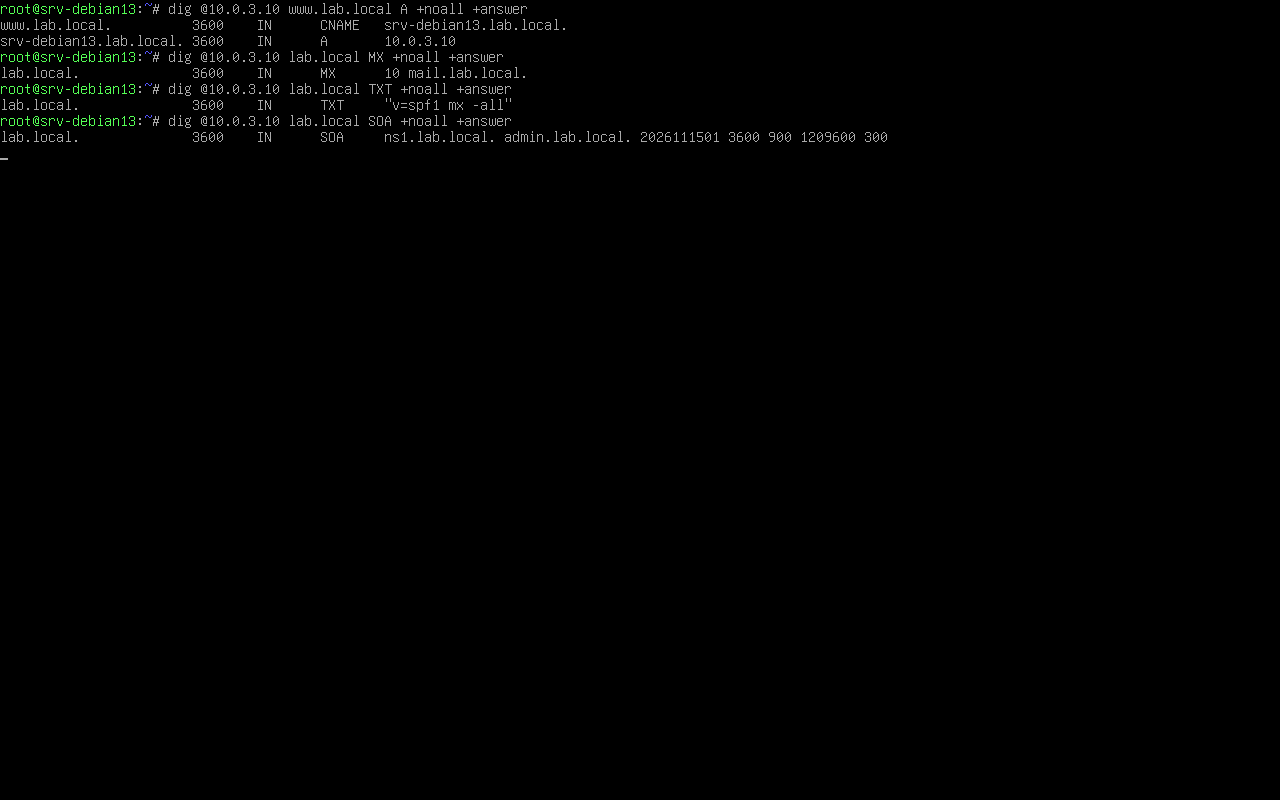 root@srv-debian13:~# dig @10.0.3.10 www.lab.local A +noall +answer
www.lab.local.          3600    IN      CNAME   srv-debian13.lab.local.
srv-debian13.lab.local. 3600    IN      A       10.0.3.10
root@srv-debian13:~# dig @10.0.3.10 lab.local MX +noall +answer
lab.local.              3600    IN      MX      10 mail.lab.local.
root@srv-debian13:~# dig @10.0.3.10 lab.local TXT +noall +answer
lab.local.              3600    IN      TXT     "v=spf1 mx -all"
root@srv-debian13:~# dig @10.0.3.10 lab.local SOA +noall +answer
lab.local.              3600    IN      SOA     ns1.lab.local. admin.lab.local. 2026111501 3600 900 1209600 300